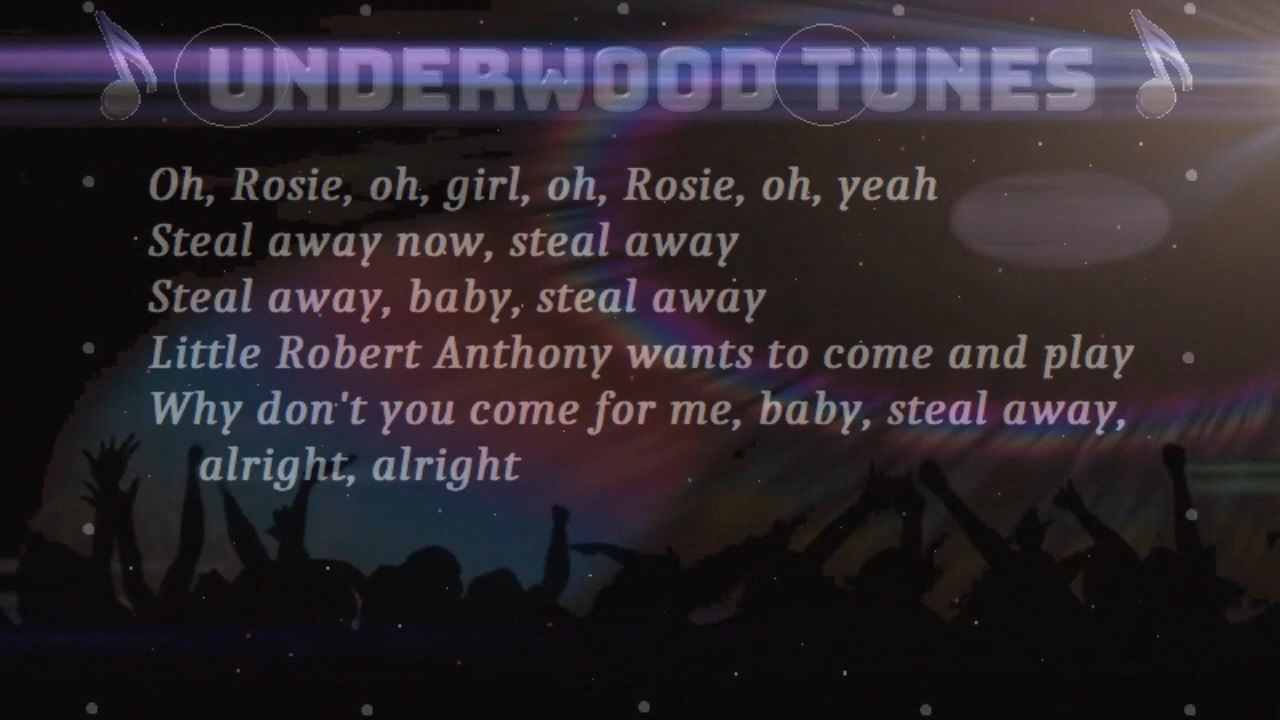 UNDERWOOD TUNES
Oh, Rosie, oh, girl, oh, Rosie, oh, yeah
Steal away now, steal away
Steal away, baby, steal away
Little Robert Anthony wants to come and play
Why don't you come for me, baby, steal away,
alright, alright